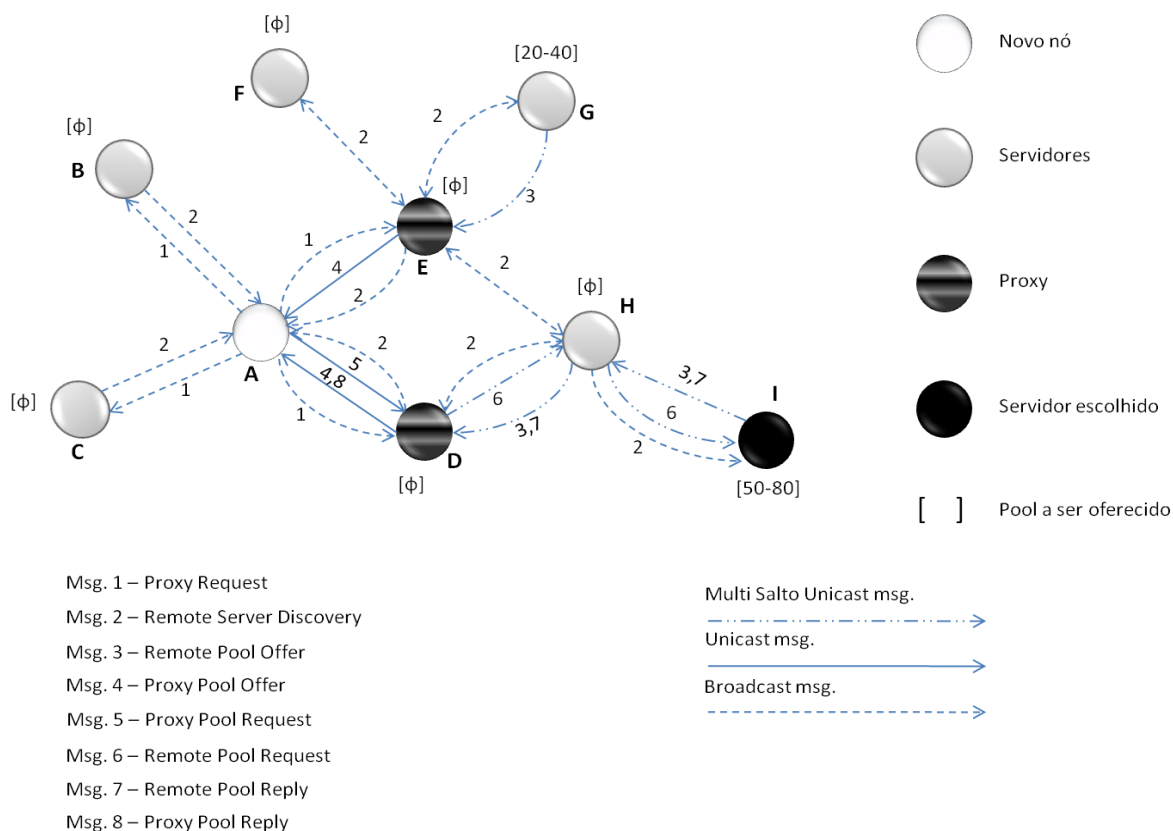 [ϕ]
F
[20-40]
G
Novo nó
[ϕ]
B
2
2
2
1
3
[ϕ]
E
Servidores
1
4
2
2
[ϕ]
H
Proxy
A
2
1
[ϕ]
C
2
5
4,8
1
2
6
3,7
D
[ϕ]
3,7
6
2
I
[50-80]
Servidor escolhido
[ ] Pool a ser oferecido
Msg. 1 – Proxy Request
Msg. 2 – Remote Server Discovery
Msg. 3 – Remote Pool Offer
Msg. 4 – Proxy Pool Offer
Msg. 5 – Proxy Pool Request
Msg. 6 – Remote Pool Request
Msg. 7 – Remote Pool Reply
Msg. 8 – Proxy Pool Reply
Multi Salto Unicast msg.
Unicast msg.
Broadcast msg.